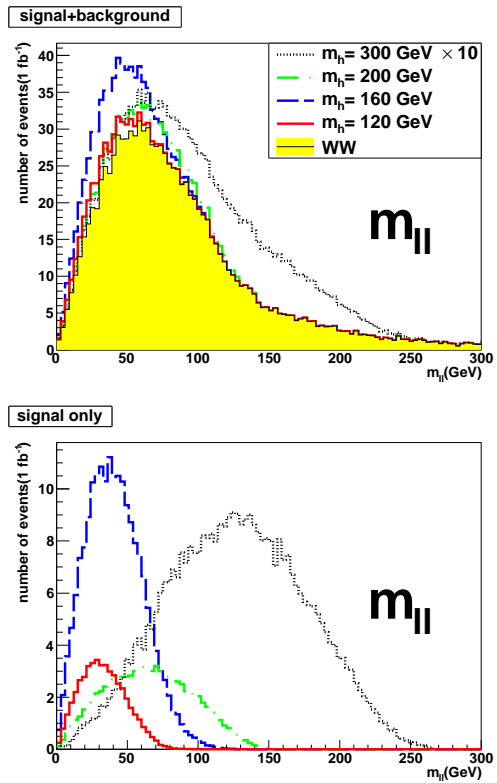 signal+background
number of events(1 fb⁻¹)
40
35
30
25
20
15
10
5
0
m_h= 300 GeV × 10
m_h= 200 GeV
m_h= 160 GeV
m_h= 120 GeV
WW
m_ll
0 50 100 150 200 250 300
m_ll(GeV)
signal only
number of events(1 fb⁻¹)
10
8
6
4
2
0
m_ll
0 50 100 150 200 250 300
m_ll(GeV)